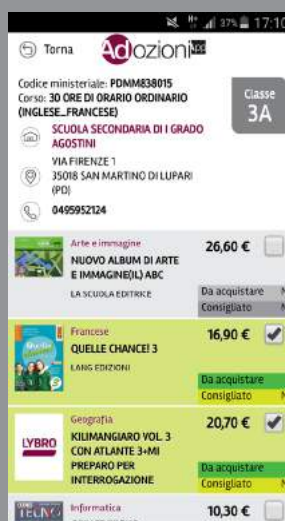 37% 17:10
Torna Adozioni app
Codice ministeriale: PDMM838015
Corso: 30 ORE DI ORARIO ORDINARIO
(INGLESE_FRANCESE)
Classe
3A
SCUOLA SECONDARIA DI I GRADO
AGOSTINI
VIA FIRENZE 1
35018 SAN MARTINO DI LUPARI
(PD)
0495952124
Arte e immagine
26,60 €
NUOVO ALBUM DI ARTE
E IMMAGINE(IL) ABC
LA SCUOLA EDITRICE
Da acquistare
Consigliato
Francese
16,90 €
QUELLE CHANCE! 3
LANG EDIZIONI
Da acquistare
Consigliato
Geografia
20,70 €
LYBRO
KILIMANGIARO VOL. 3
CON ATLANTE 3+MI
PREPARO PER
INTERROGAZIONE
Da acquistare
Consigliato
Informatica
10,30 €